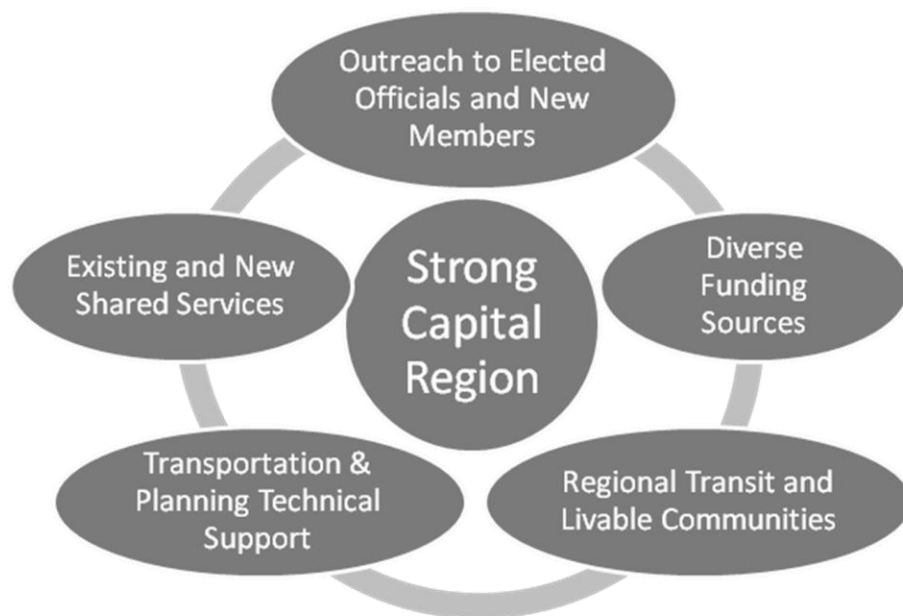 Outreach to Elected
Officials and New
Members
Diverse
Funding
Sources
Regional Transit and
Livable Communities
Transportation &
Planning Technical
Support
Existing and New
Shared Services
Strong
Capital
Region